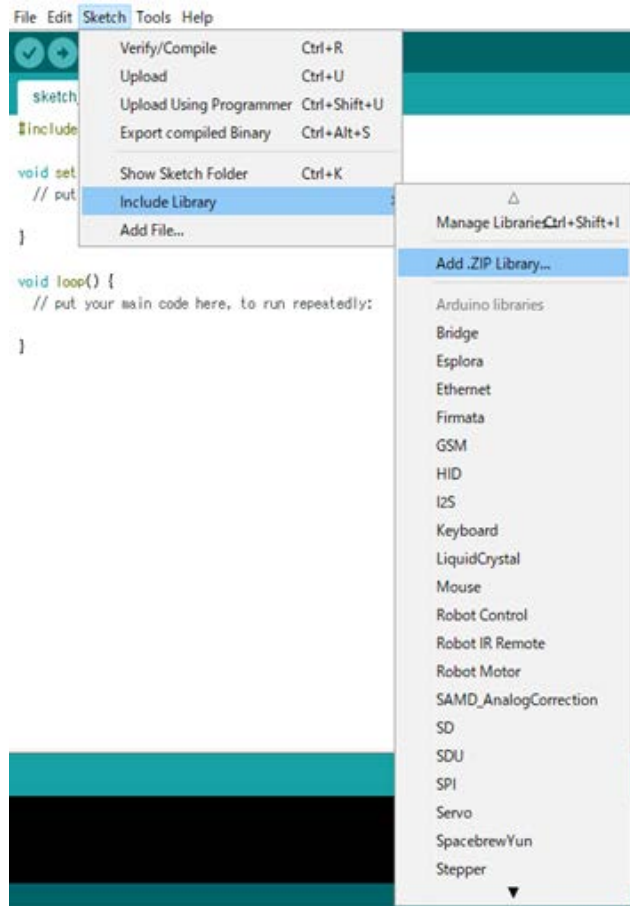 File Edit Sketch Tools Help
Verify/Compile Ctrl+R
Upload Ctrl+U
Upload Using Programmer Ctrl+Shift+U
Export compiled Binary Ctrl+Alt+S
Show Sketch Folder Ctrl+K
Include Library
Add File...
sketch_
#include
void set
// put
}
void loop() {
// put your main code here, to run repeatedly:
}
Manage Libraries... Ctrl+Shift+I
Add .ZIP Library...
Arduino libraries
Bridge
Esplora
Ethernet
Firmata
GSM
HID
I2S
Keyboard
LiquidCrystal
Mouse
Robot Control
Robot IR Remote
Robot Motor
SAMD_AnalogCorrection
SD
SDU
SPI
Servo
SpacebrewYun
Stepper